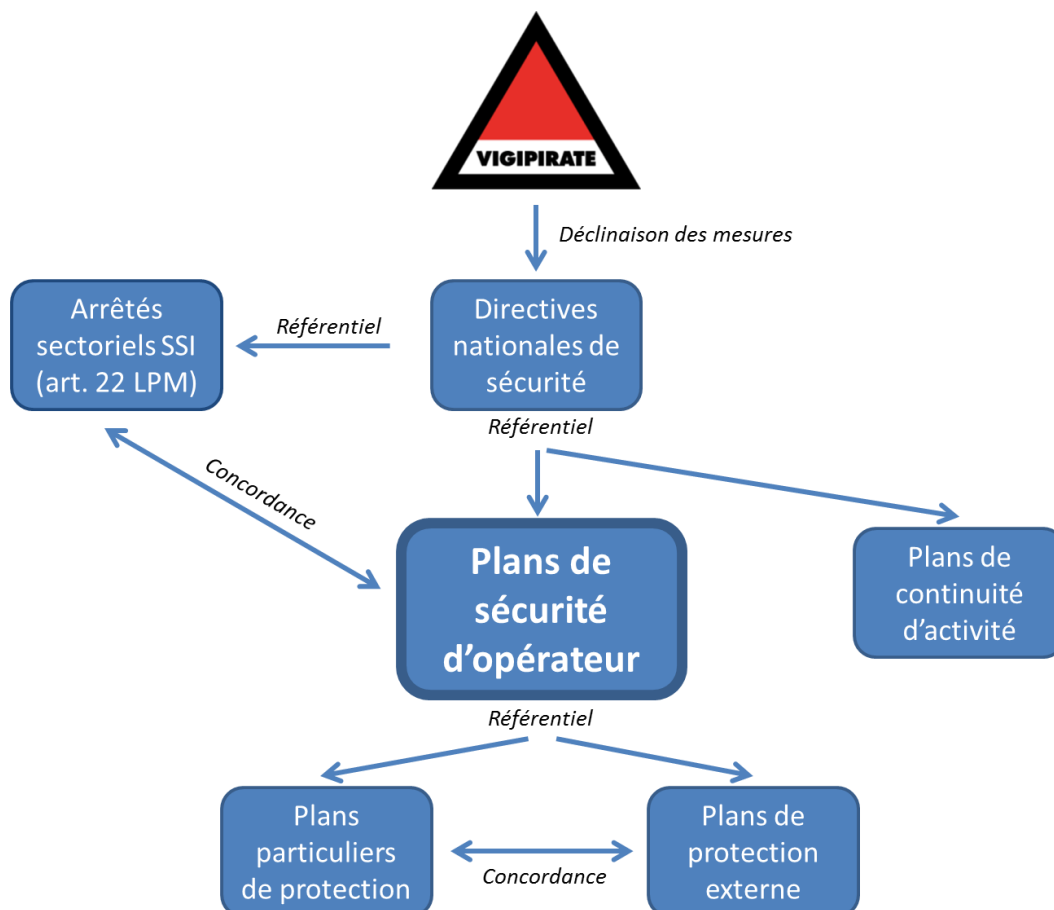 VIGIPIRATE
Déclinaison des mesures
Arrêtés
sectoriels SSI
(art. 22 LPM)
Référentiel
Directives
nationales de
sécurité
Référentiel
Concordance
Plans de
sécurité
d’opérateur
Plans de
continuité
d’activité
Référentiel
Plans
particuliers
de protection
Concordance
Plans de
protection
externe